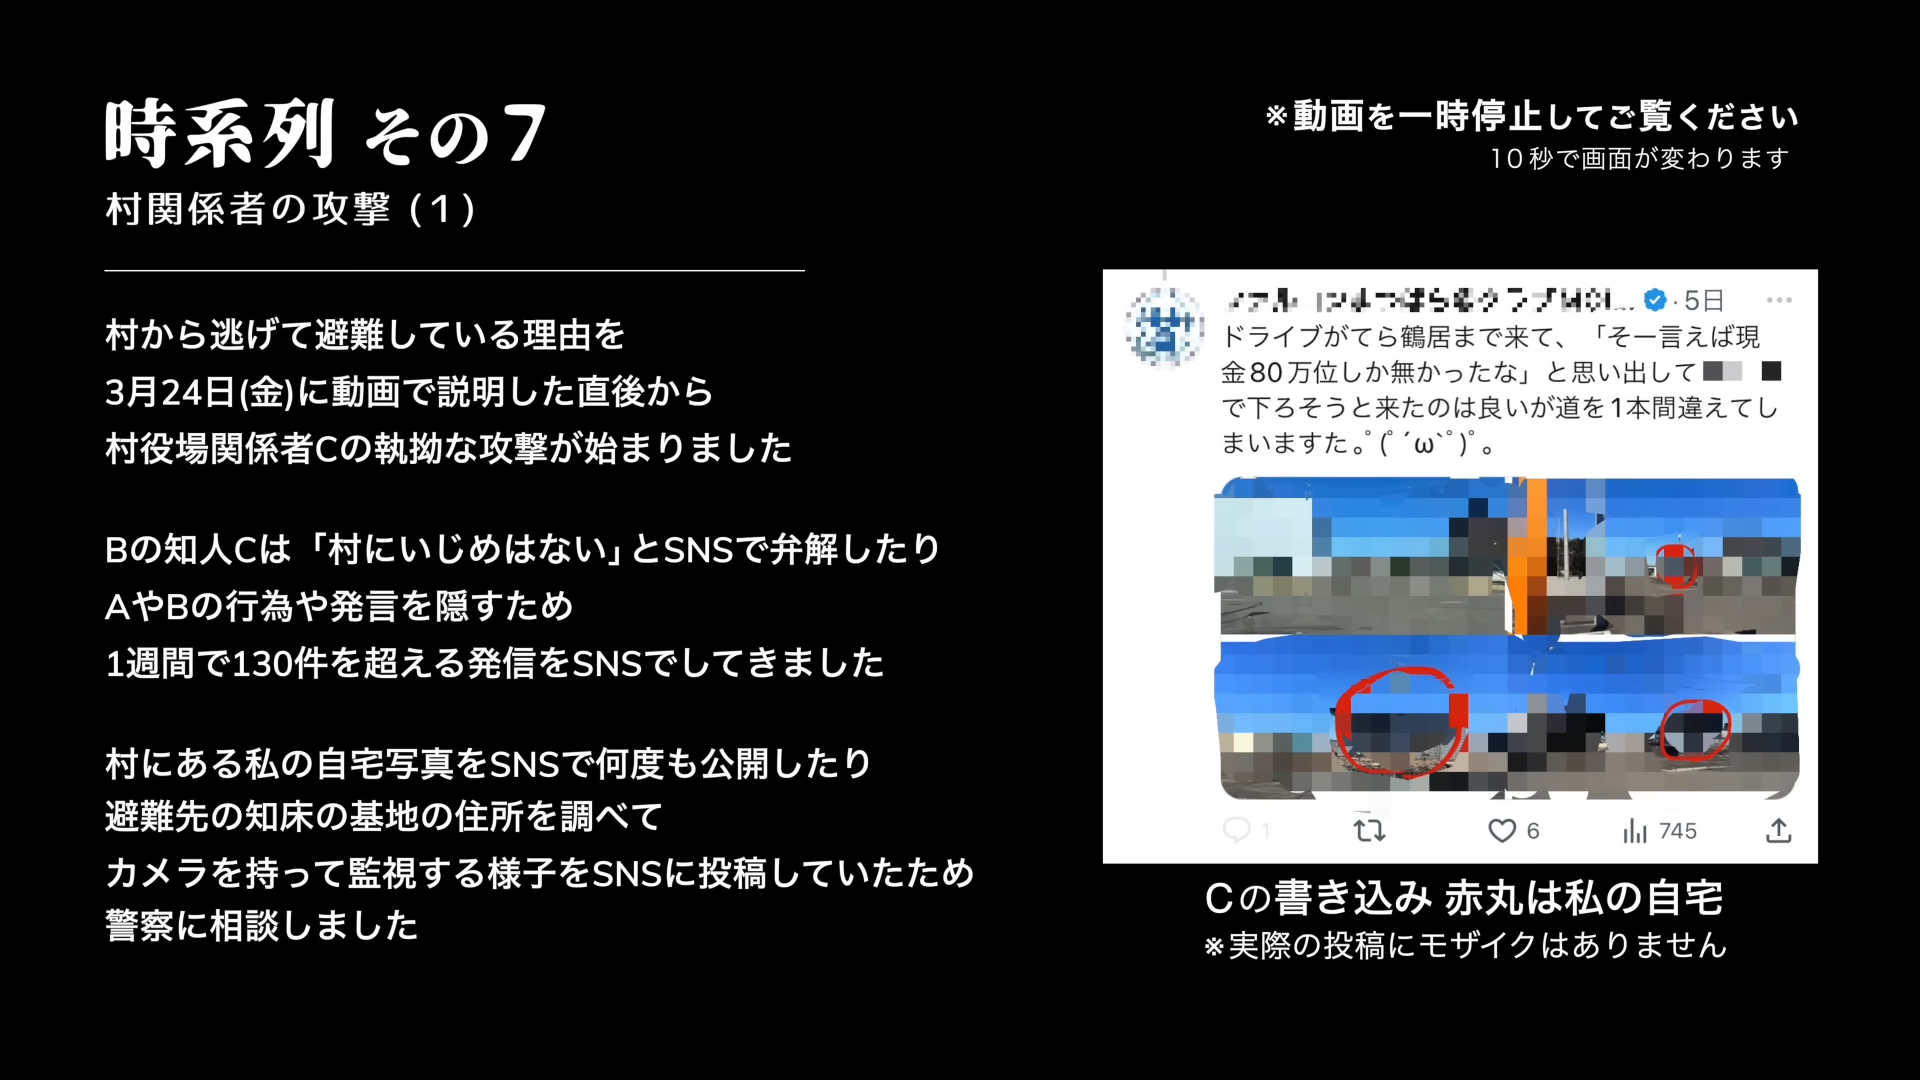 時系列 その7
村関係者の攻撃 (1)
※動画を一時停止してご覧ください
10秒で画面が変わります
村から逃げて避難している理由を
3月24日(金)に動画で説明した直後から
村役場関係者Cの執拗な攻撃が始まりました
Bの知人Cは「村にいじめはない」とSNSで弁解したり
AやBの行為や発言を隠すため
1週間で130件を超える発信をSNSでしてきました
村にある私の自宅写真をSNSで何度も公開したり
避難先の知床の基地の住所を調べて
カメラを持って監視する様子をSNSに投稿していたため
警察に相談しました
· 5日
ドライブがてら鶴居まで来て、「そー言えば現
金80万位しか無かったな」と思い出して
で下ろそうと来たのは良いが道を1本間違えてし
まいますた｡ﾟ(ﾟ´ω`ﾟ)ﾟ｡
1 6 745
Cの書き込み 赤丸は私の自宅
※実際の投稿にモザイクはありません